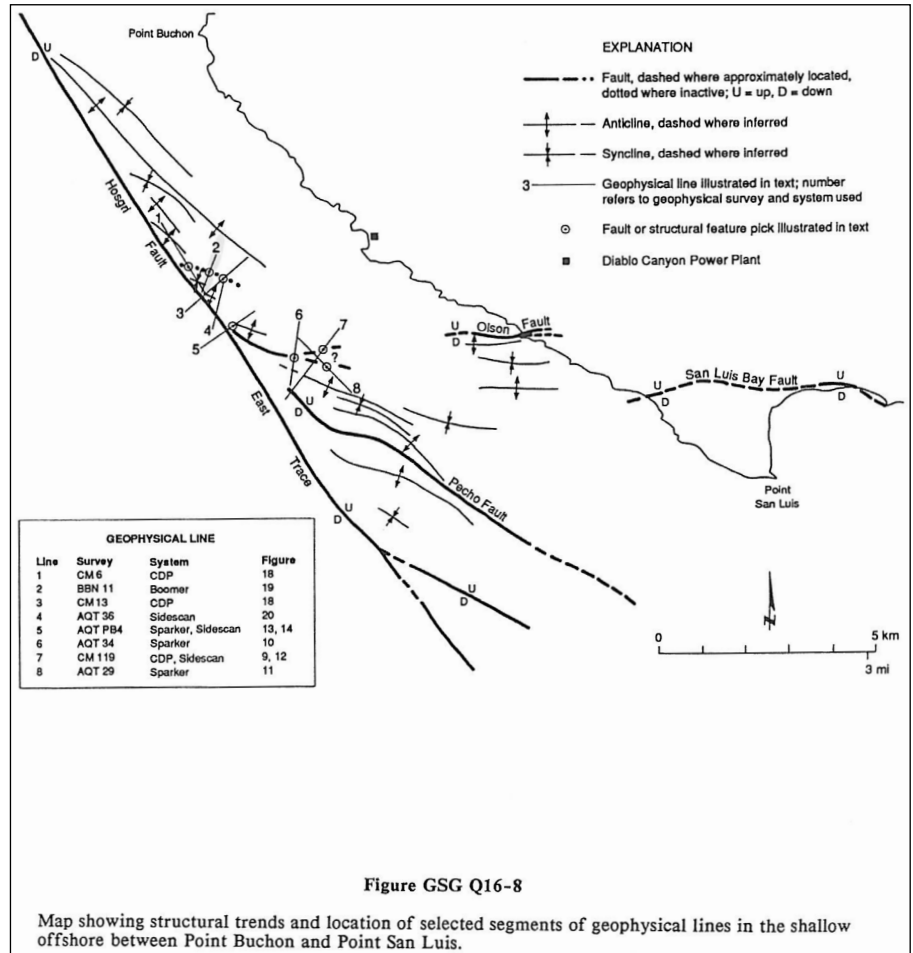 Point Buchon
U
D
EXPLANATION
Fault, dashed where approximately located,
dotted where inactive; U = up, D = down
Anticline, dashed where inferred
Syncline, dashed where inferred
3
Geophysical line illustrated in text; number
refers to geophysical survey and system used
Fault or structural feature pick illustrated in text
Diablo Canyon Power Plant
Hosgri
Fault
East
Trace
1
2
3
4
5
6
7
?
8
U
D
Olson Fault
San Luis Bay Fault
U
D
U
D
D
U
Pecho Fault
Point
San Luis
D
U
U
D
N
0 5 km
3 mi
GEOPHYSICAL LINE
Line Survey System Figure
1 CM 6 CDP 18
2 BBN 11 Boomer 19
3 CM 13 CDP 18
4 AQT 36 Sidescan 20
5 AQT PB4 Sparker, Sidescan 13, 14
6 AQT 34 Sparker 10
7 CM 119 CDP, Sidescan 9, 12
8 AQT 29 Sparker 11
Figure GSG Q16-8
Map showing structural trends and location of selected segments of geophysical lines in the shallow
offshore between Point Buchon and Point San Luis.